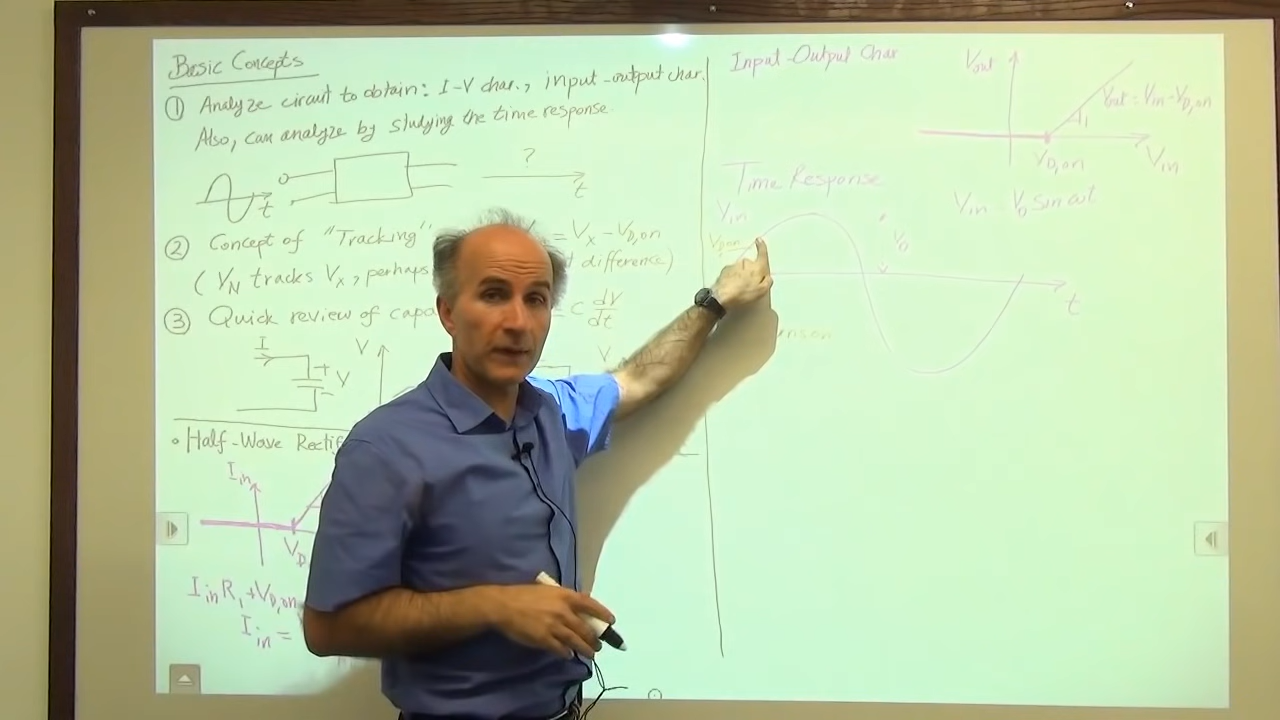 Basic Concepts
① Analyze circuit to obtain: I-V char., input-output char.
Also, can analyze by studying the time response.
?
t
t
② Concept of "Tracking" = Vx - VD,on
( VN tracks Vx, perhaps difference)
③ Quick review of = C dV/dt
I
+
V
-
V
V
• Half-Wave
Iin
VD
Iin R1 + VD,on
Iin =
Input-Output Char
Vout
Vout = Vin - VD,on
1
VD,on
Vin
Time Response
Vin = V0 sin ωt
Vin
VD,on
V0
t